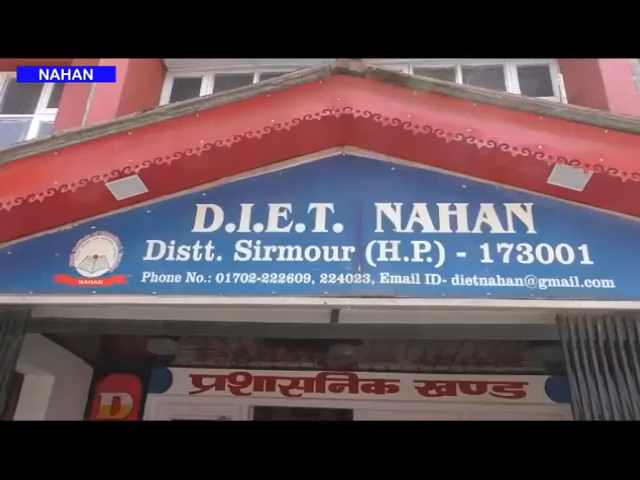 NAHAN
D.I.E.T. NAHAN
Distt. Sirmour (H.P.) - 173001
Phone No.: 01702-222609, 224023, Email ID- dietnahan@gmail.com
NAHAN
प्रशासनिक खण्ड
D